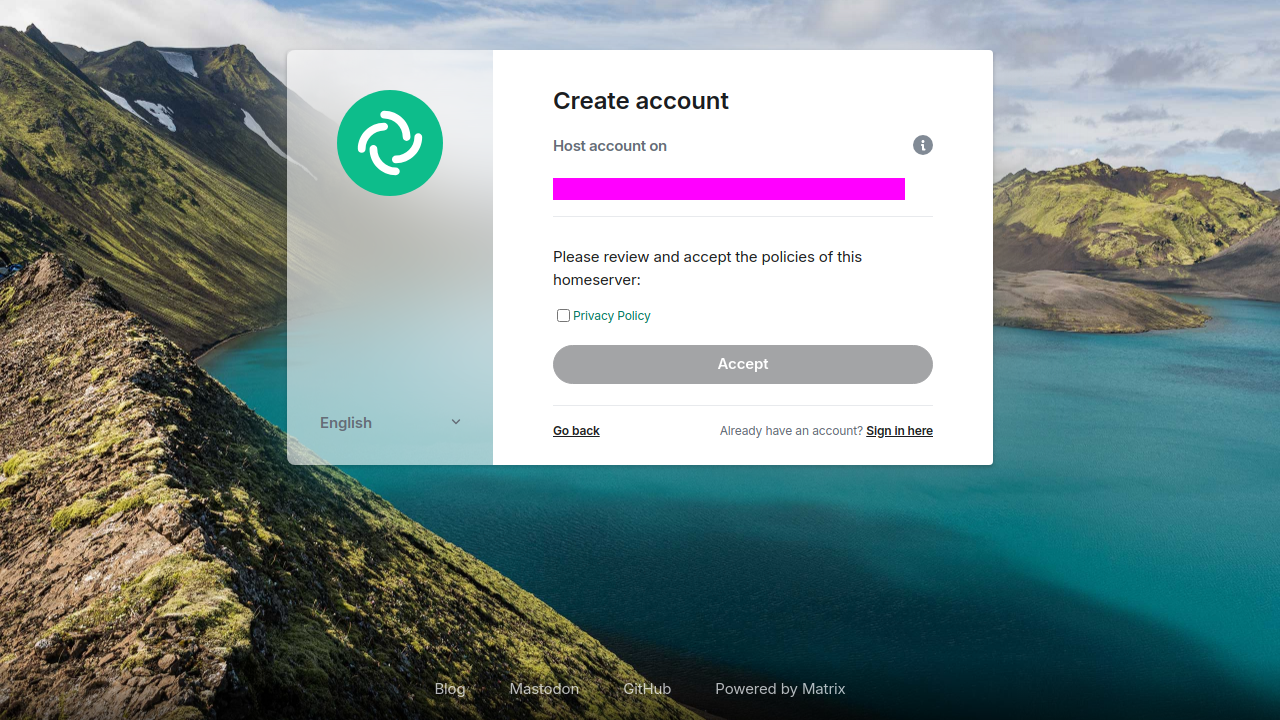 Create account
Host account on
Please review and accept the policies of this
homeserver:
Privacy Policy
Accept
English
Go back
Already have an account? Sign in here
Blog
Mastodon
GitHub
Powered by Matrix